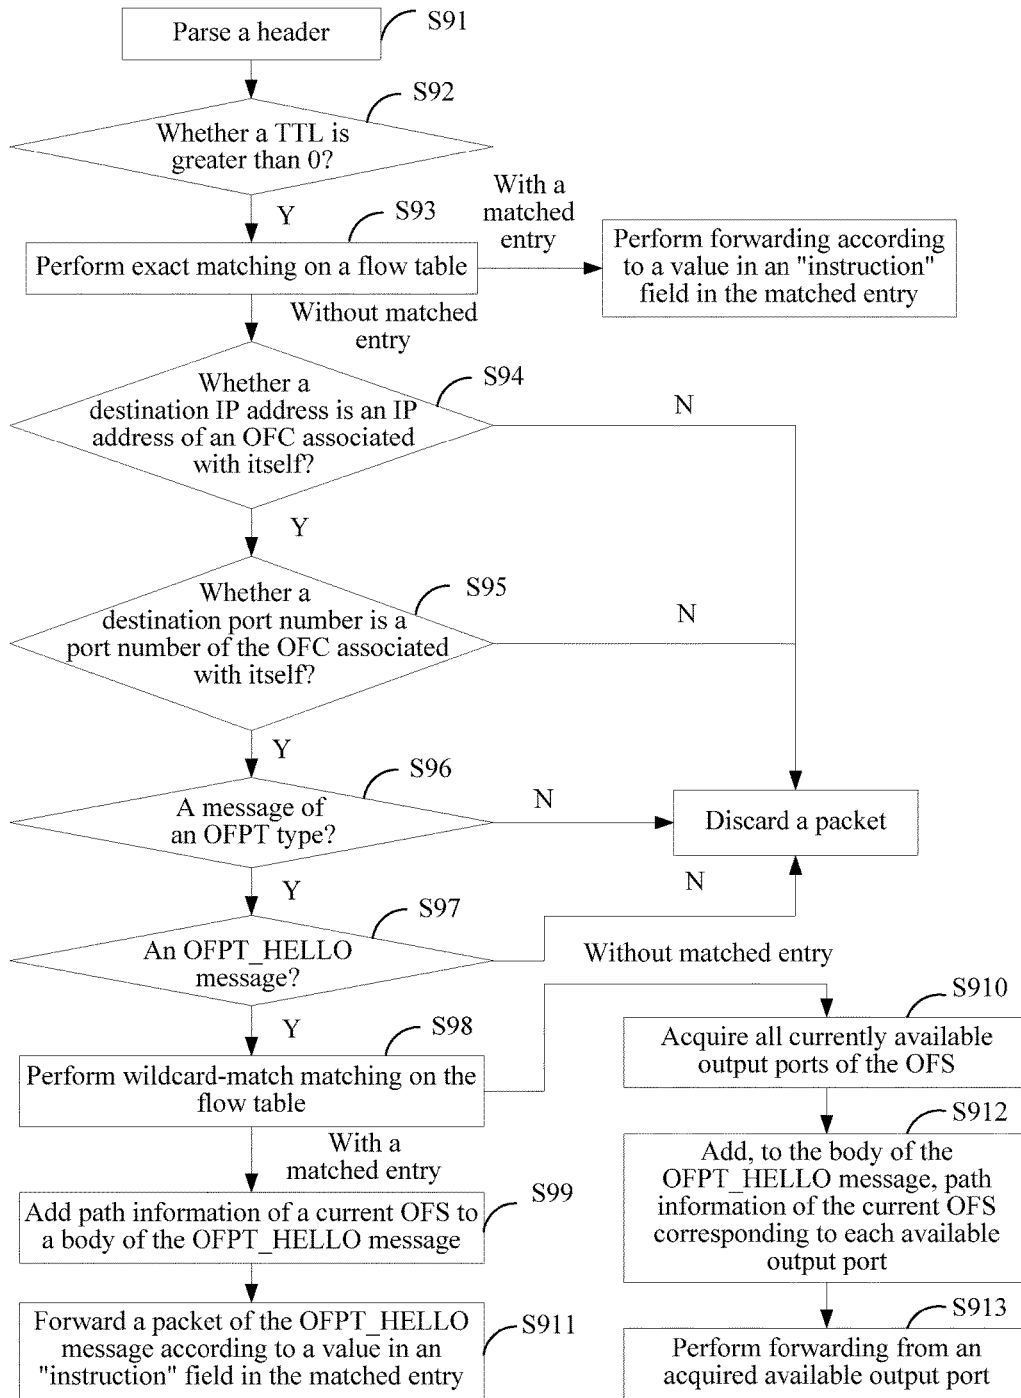 Parse a header
S91
S92
Whether a TTL is
greater than 0?
Y
S93
With a
matched
entry
Perform exact matching on a flow table
Perform forwarding according
to a value in an "instruction"
field in the matched entry
Without matched
entry
S94
Whether a
destination IP address is an IP
address of an OFC associated
with itself?
N
Y
S95
Whether a
destination port number is a
port number of the OFC associated
with itself?
N
Y
S96
A message of
an OFPT type?
N
Discard a packet
Y
N
S97
An OFPT_HELLO
message?
Without matched entry
Y
S98
S910
Perform wildcard-match matching on the
flow table
Acquire all currently available
output ports of the OFS
With a
matched entry
S912
Add, to the body of the
OFPT_HELLO message, path
information of the current OFS
corresponding to each available
output port
S99
Add path information of a current OFS to
a body of the OFPT_HELLO message
S911
Forward a packet of the OFPT_HELLO
message according to a value in an
"instruction" field in the matched entry
S913
Perform forwarding from an
acquired available output port